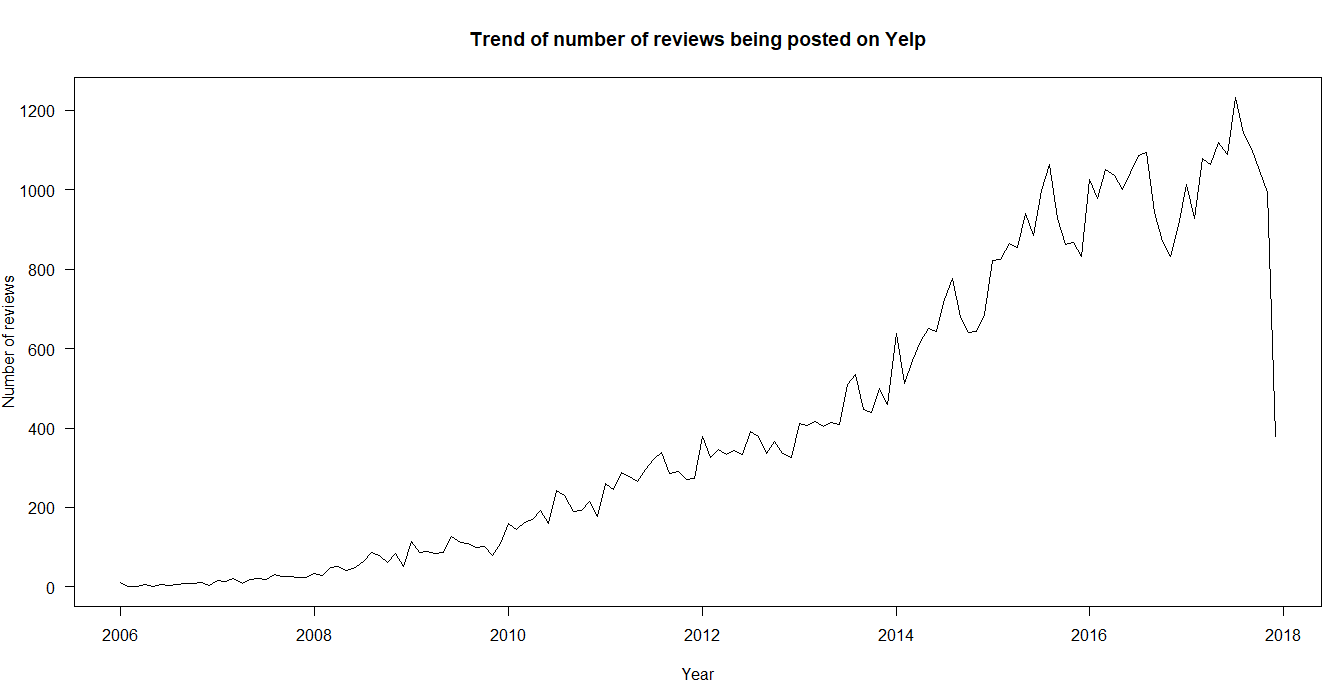 Trend of number of reviews being posted on Yelp
Number of reviews
1200
1000
800
600
400
200
0
2006 2008 2010 2012 2014 2016 2018
Year